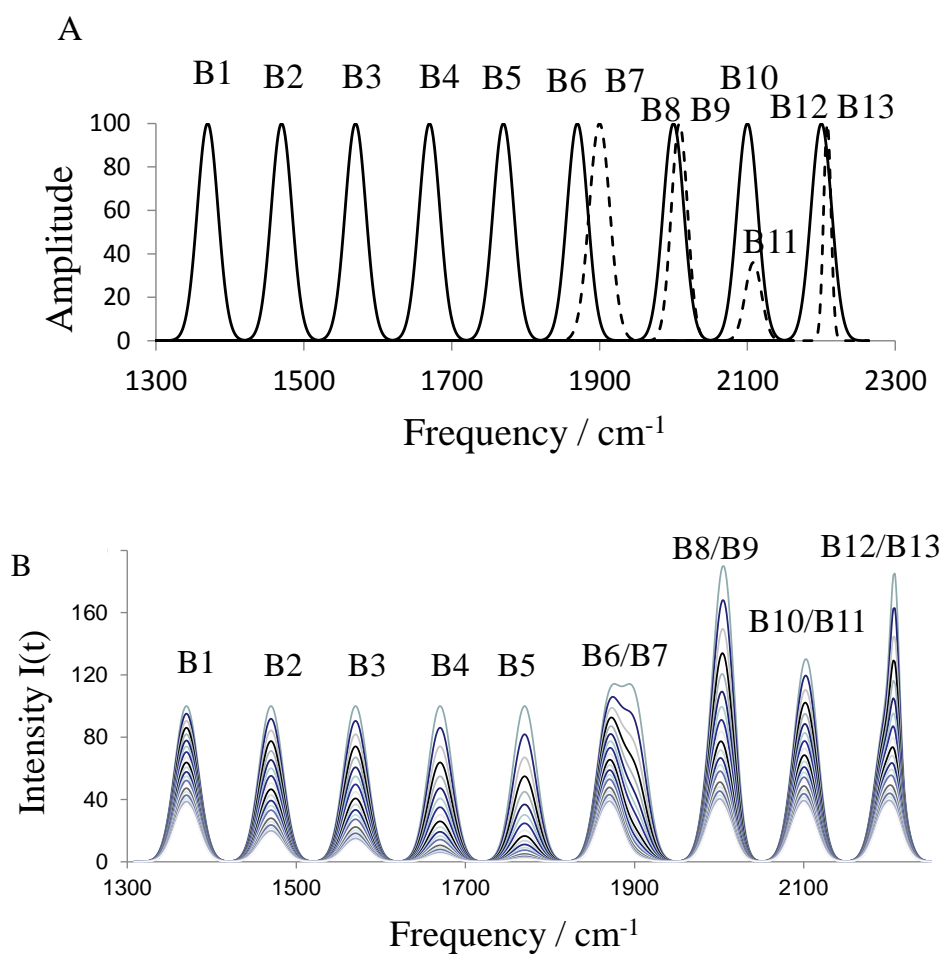 A
B1 B2 B3 B4 B5 B6 B7 B10
B8 B9 B12 B13
100
80
60
40
20
0
B11
Amplitude
1300 1500 1700 1900 2100 2300
Frequency / cm-1
B
B8/B9 B12/B13
B10/B11
B1 B2 B3 B4 B5 B6/B7
160
120
80
40
0
Intensity I(t)
1300 1500 1700 1900 2100
Frequency / cm-1